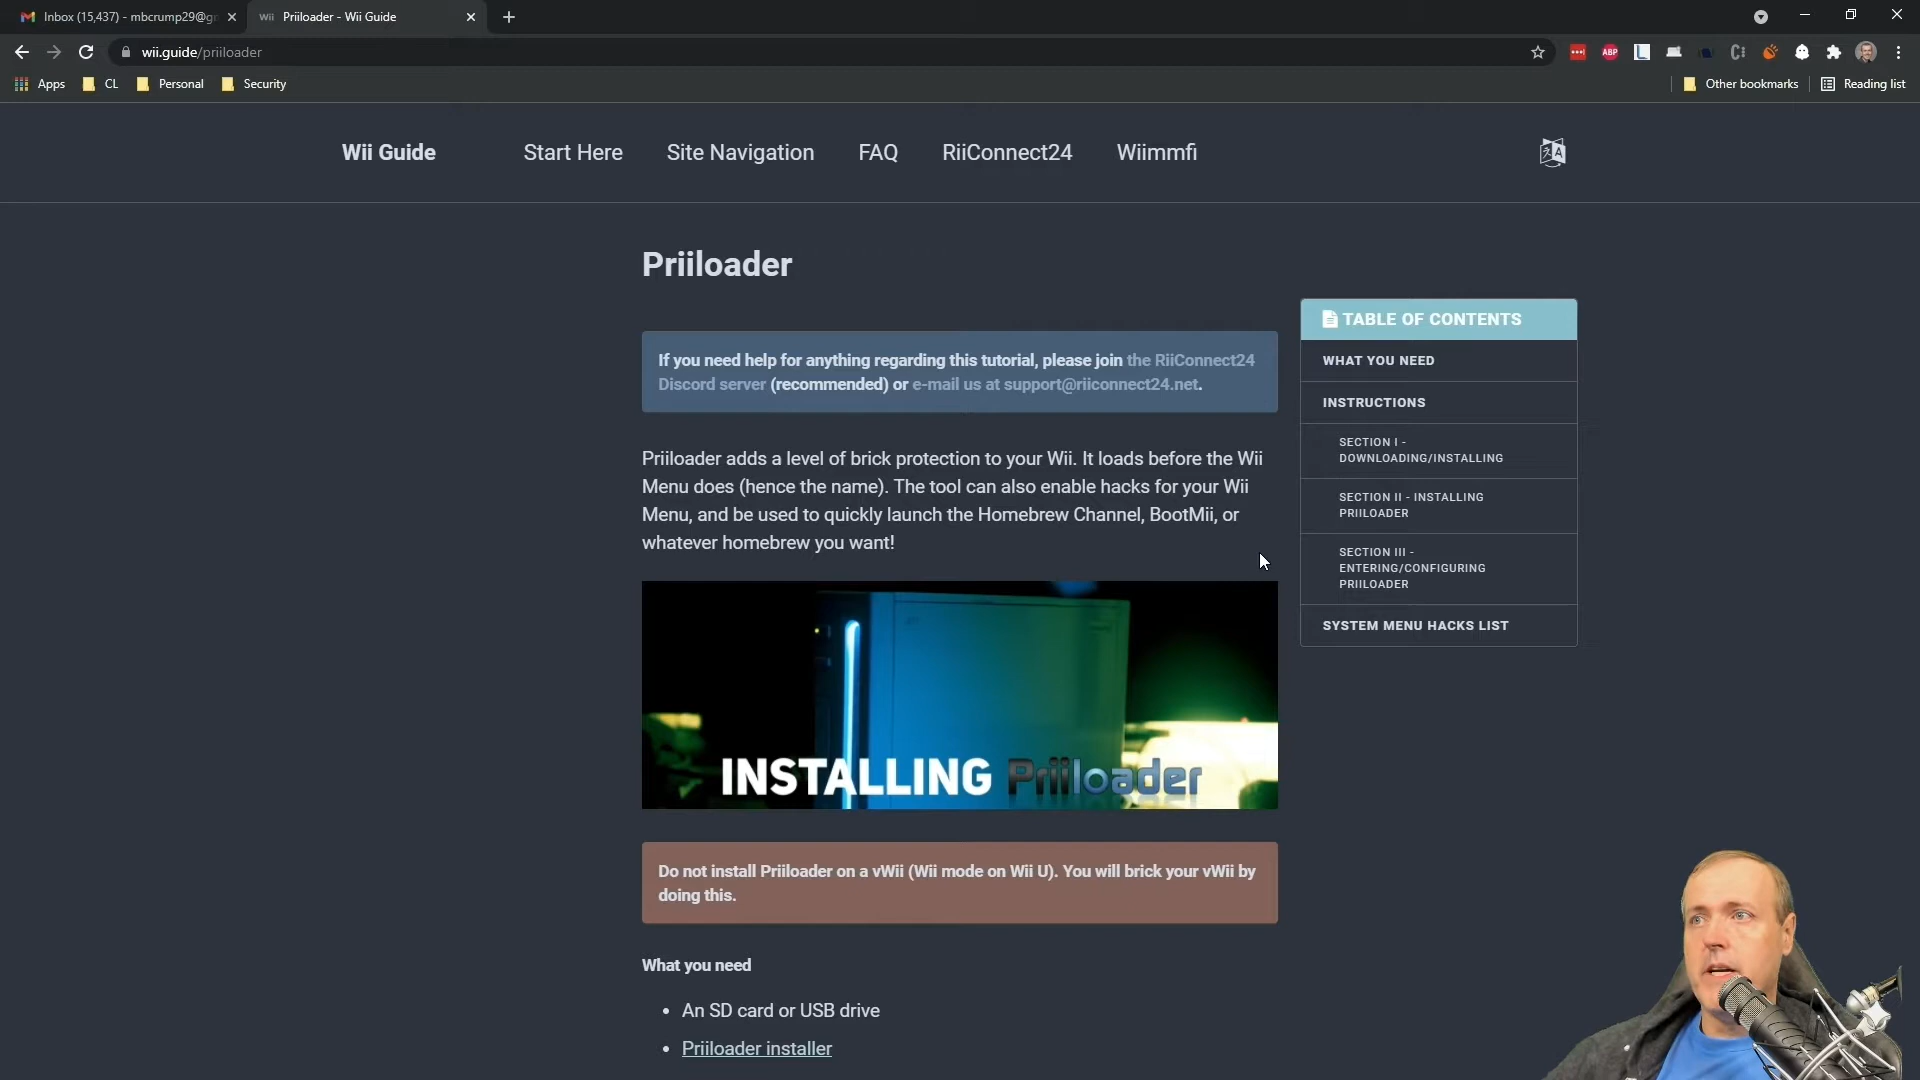 Inbox (15,437) - mbcrump29@gm
Wii Priiloader - Wii Guide
wii.guide/priiloader
ABP
Apps
CL
Personal
Security
Other bookmarks
Reading list
Wii Guide
Start Here
Site Navigation
FAQ
RiiConnect24
Wiimmfi
Priiloader
If you need help for anything regarding this tutorial, please join the RiiConnect24
Discord server (recommended) or e-mail us at support@riiconnect24.net.
Priiloader adds a level of brick protection to your Wii. It loads before the Wii
Menu does (hence the name). The tool can also enable hacks for your Wii
Menu, and be used to quickly launch the Homebrew Channel, BootMii, or
whatever homebrew you want!
INSTALLING Priiloader
Do not install Priiloader on a vWii (Wii mode on Wii U). You will brick your vWii by
doing this.
What you need
• An SD card or USB drive
• Priiloader installer
TABLE OF CONTENTS
WHAT YOU NEED
INSTRUCTIONS
SECTION I -
DOWNLOADING/INSTALLING
SECTION II - INSTALLING
PRIILOADER
SECTION III -
ENTERING/CONFIGURING
PRIILOADER
SYSTEM MENU HACKS LIST